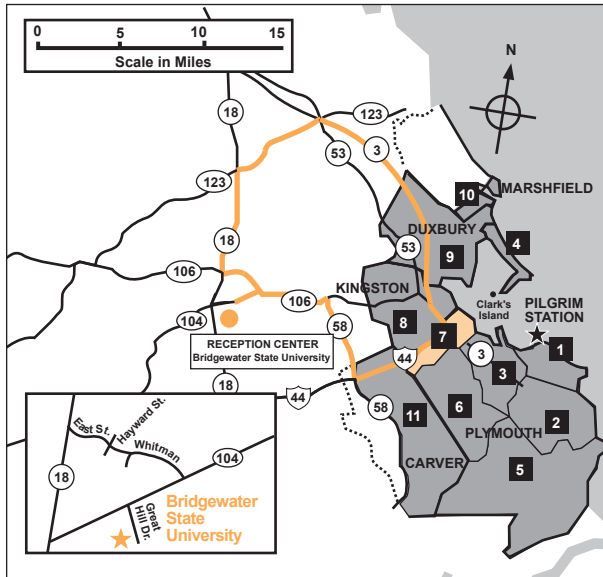 0 5 10 15
Scale in Miles
N
18
123
53
3
123
10
MARSHFIELD
DUXBURY
4
18
53
9
106
KINGSTON
Clark's
Island
PILGRIM
STATION
106
104
58
8
7
1
RECEPTION CENTER
Bridgewater State University
44
3
3
18
44
58
11
6
2
PLYMOUTH
CARVER
5
East St.
Hayward St.
Whitman
104
18
Great
Hill Dr.
Bridgewater
State
University